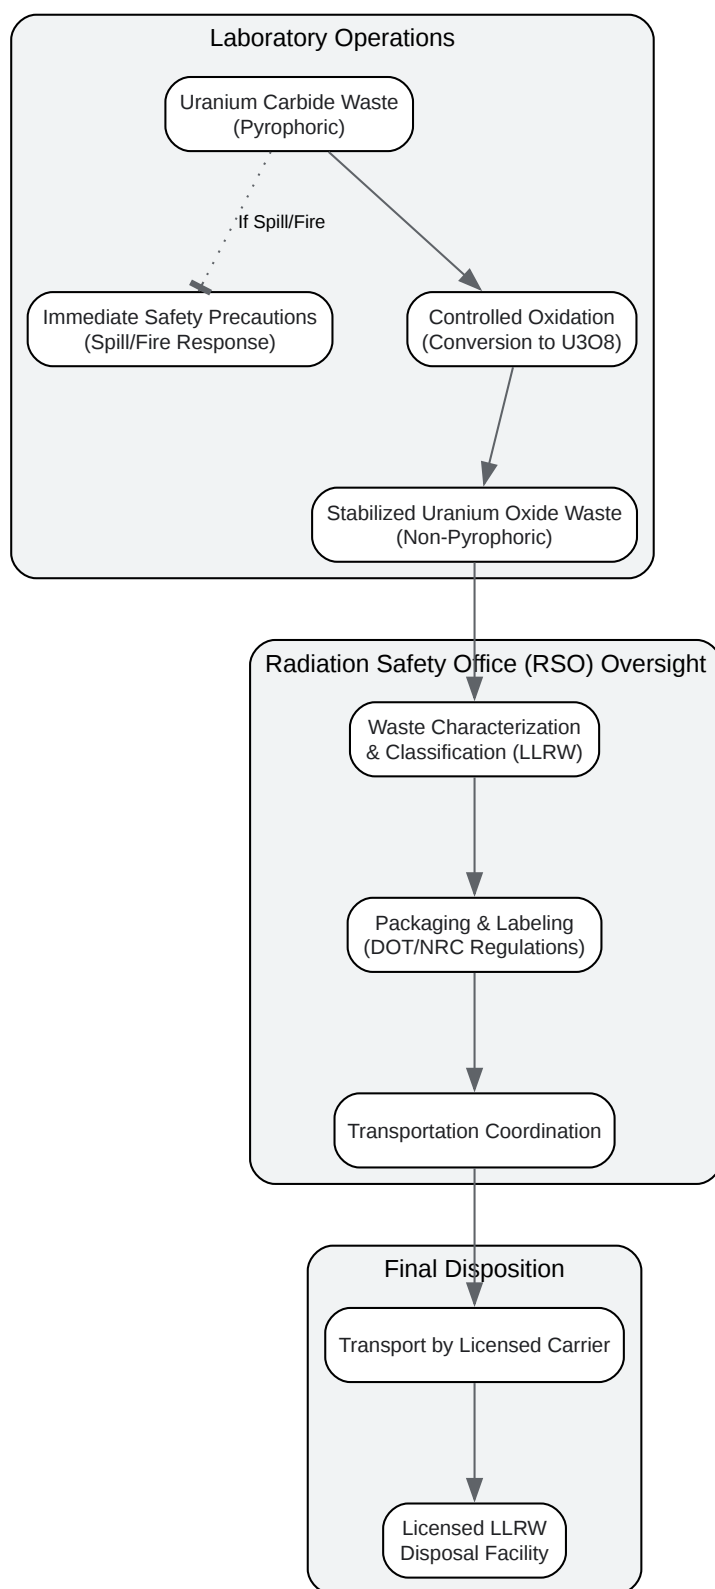 Laboratory Operations
Uranium Carbide Waste
(Pyrophoric)
If Spill/Fire
Immediate Safety Precautions
(Spill/Fire Response)
Controlled Oxidation
(Conversion to U3O8)
Stabilized Uranium Oxide Waste
(Non-Pyrophoric)
Radiation Safety Office (RSO) Oversight
Waste Characterization
& Classification (LLRW)
Packaging & Labeling
(DOT/NRC Regulations)
Transportation Coordination
Final Disposition
Transport by Licensed Carrier
Licensed LLRW
Disposal Facility